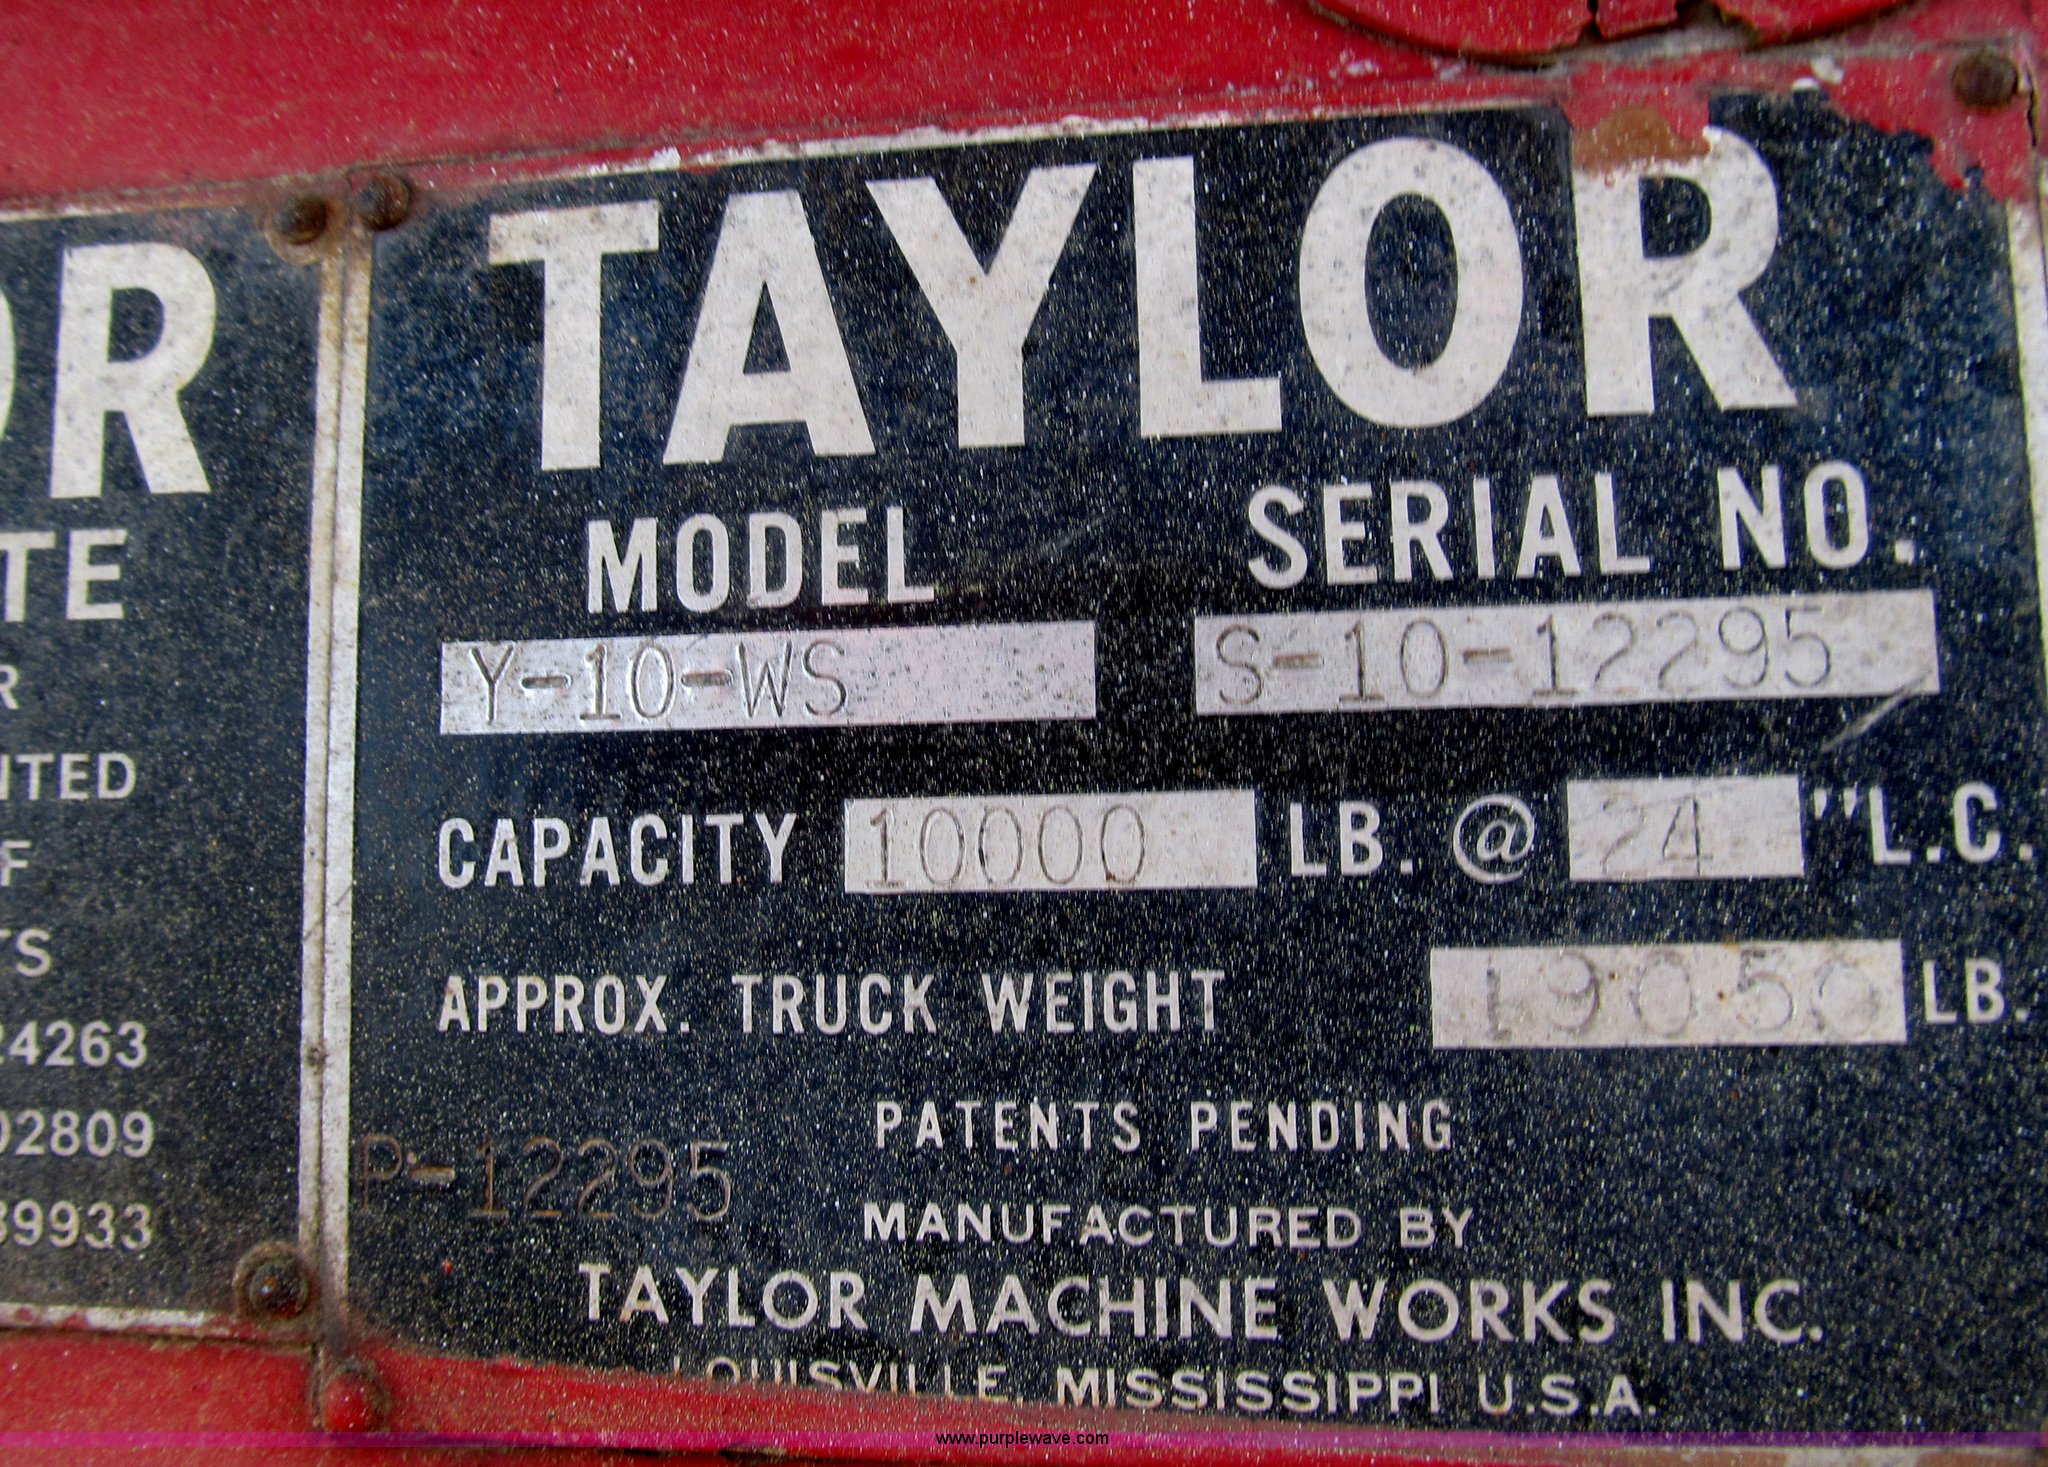 OR
TE
R
NTED
F
TS
24263
02809
39933
TAYLOR
MODEL SERIAL NO.
Y-10-WS S-10-12295
CAPACITY 10000 LB. @ 24 "L.C.
APPROX. TRUCK WEIGHT 19050 LB.
PATENTS PENDING
P-12295
MANUFACTURED BY
TAYLOR MACHINE WORKS INC.
LOUISVILLE, MISSISSIPPI U.S.A.
www.purplewave.com